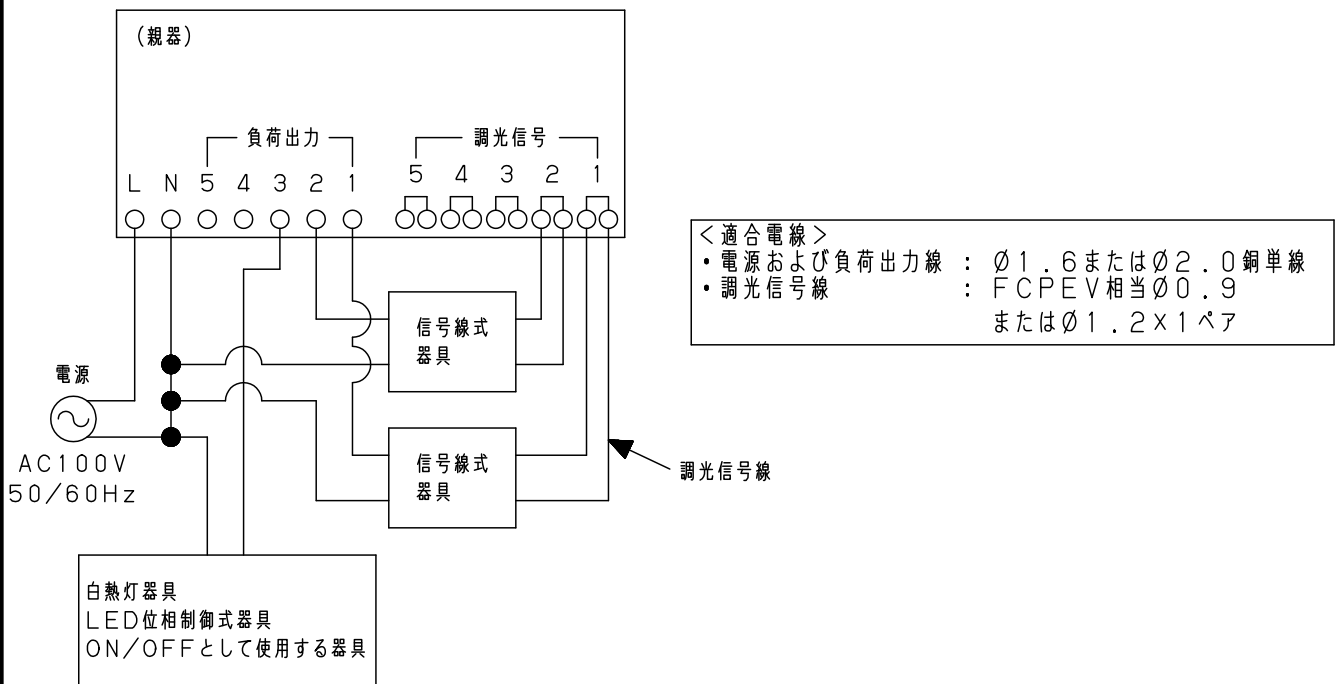 (親器)
負荷出力
調光信号
L N 5 4 3 2 1
5 4 3 2 1
<適合電線>
・電源および負荷出力線 : Ø1.6またはØ2.0銅単線
・調光信号線 : FCPEV相当Ø0.9
またはØ1.2×1ペア
信号線式
器具
電源
AC100V
50/60Hz
信号線式
器具
調光信号線
白熱灯器具
LED位相制御式器具
ON/OFFとして使用する器具